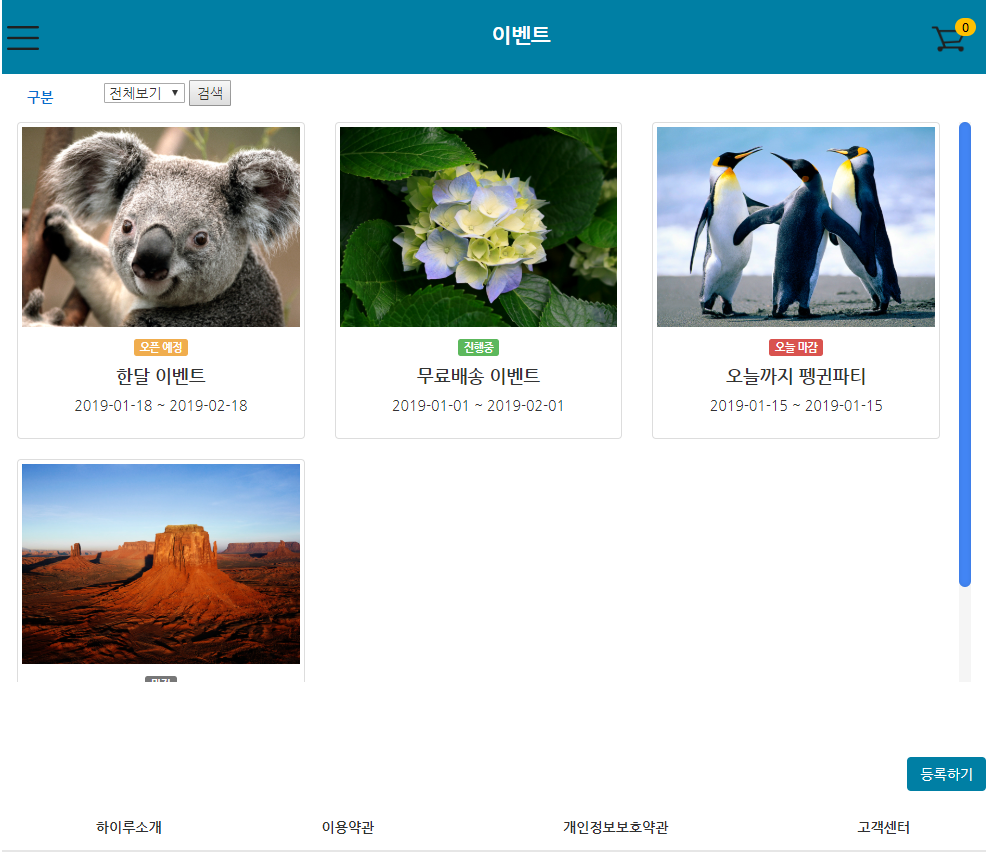 이벤트
0
구분
전체보기
검색
오픈 예정
한달 이벤트
2019-01-18 ~ 2019-02-18
진행중
무료배송 이벤트
2019-01-01 ~ 2019-02-01
오늘 마감
오늘까지 펭귄파티
2019-01-15 ~ 2019-01-15
등록하기
하이루소개
이용약관
개인정보보호약관
고객센터